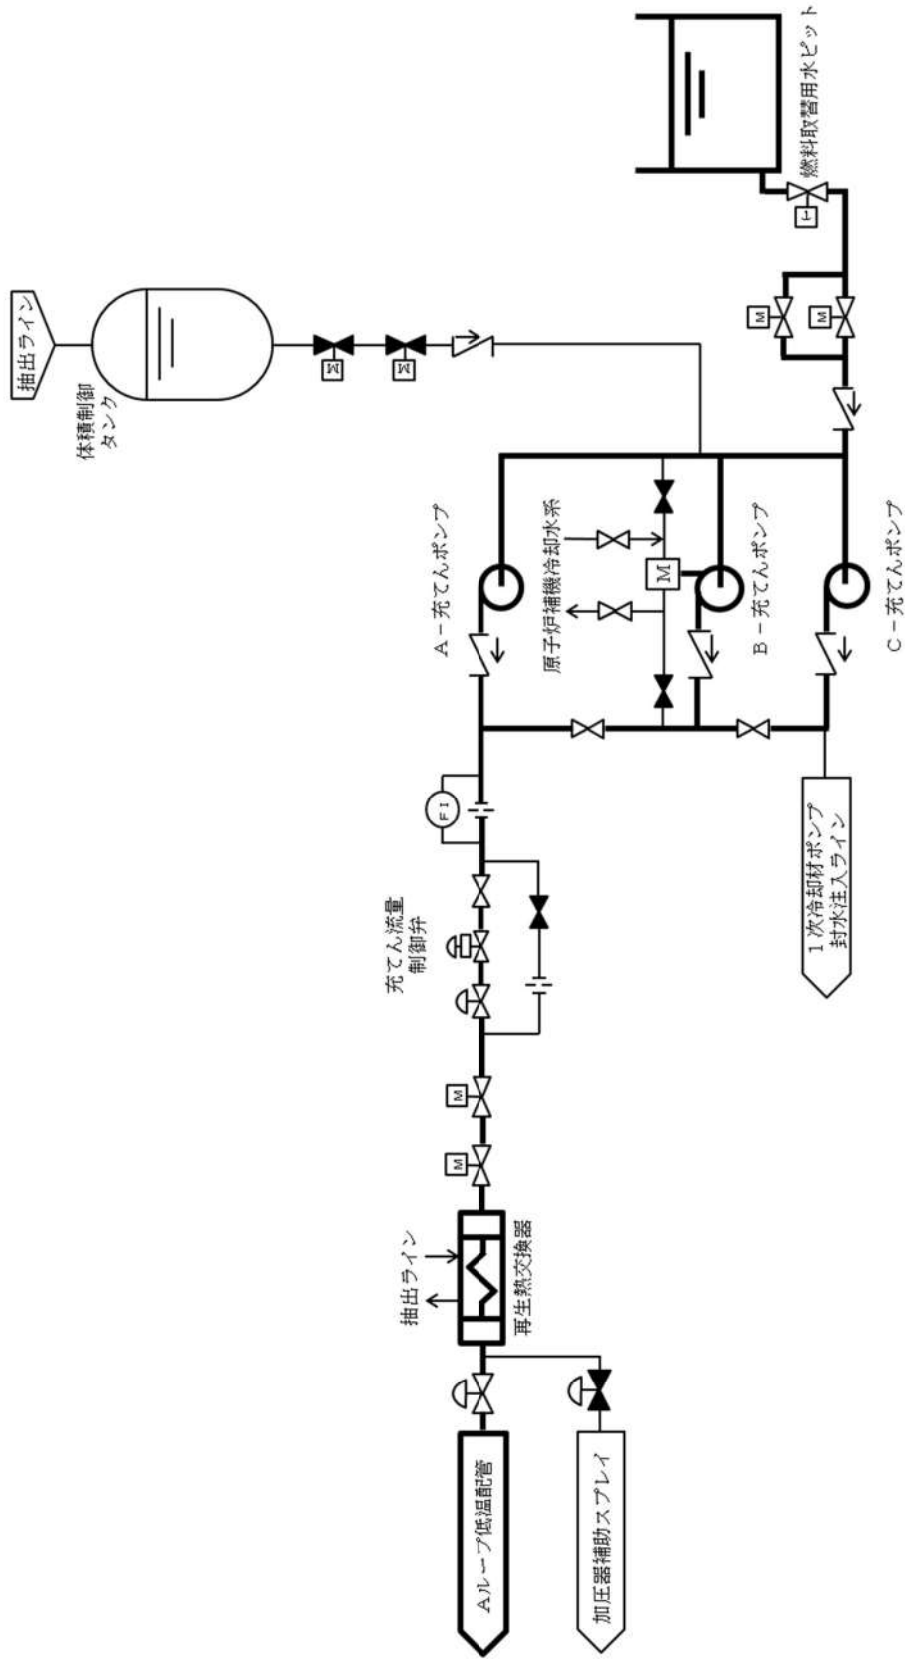 抽出ライン
体積制御
タンク
燃料取替用水ピット
M
M
M
M
M
A－充てんポンプ
原子炉補機冷却水系
M
B－充てんポンプ
C－充てんポンプ
FI
充てん流量
制御弁
1次冷却材ポンプ
封水注入ライン
M
M
抽出ライン
再生熱交換器
Aループ低温配管
加圧器補助スプレイ